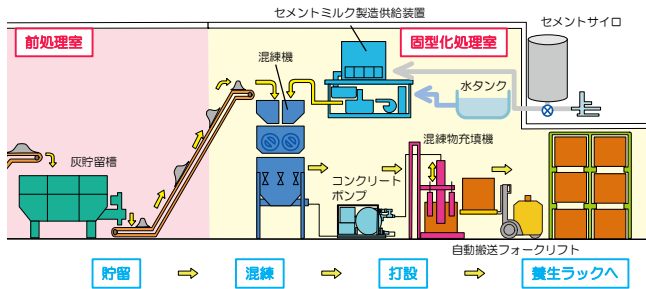 セメントミルク製造供給装置
セメントサイロ
前処理室
固型化処理室
混練機
水タンク
混練物充填機
灰貯留槽
コンクリート
ポンプ
自動搬送フォークリフト
貯留
混練
打設
養生ラックへ